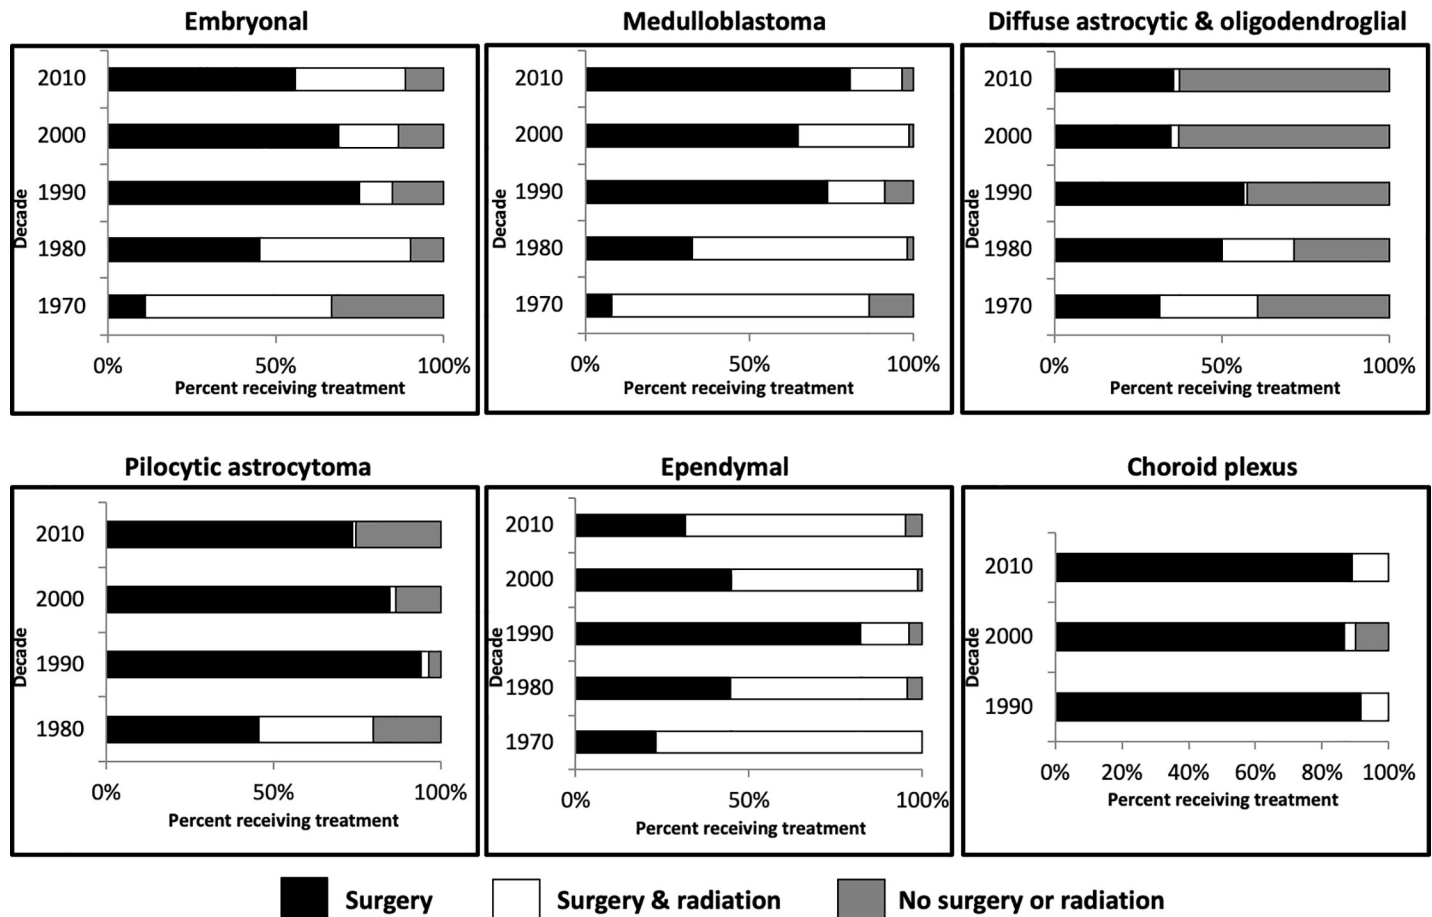 Embryonal
2010
2000
1990
1980
1970
Decade
0% 50% 100%
Percent receiving treatment
Medulloblastoma
2010
2000
1990
1980
1970
Decade
0% 50% 100%
Percent receiving treatment
Diffuse astrocytic & oligodendroglial
2010
2000
1990
1980
1970
Decade
0% 50% 100%
Percent receiving treatment
Pilocytic astrocytoma
2010
2000
1990
1980
Decade
0% 50% 100%
Percent receiving treatment
Ependymal
2010
2000
1990
1980
1970
Decade
0% 50% 100%
Percent receiving treatment
Choroid plexus
2010
2000
1990
Decade
0% 20% 40% 60% 80% 100%
Percent receiving treatment
Surgery Surgery & radiation No surgery or radiation